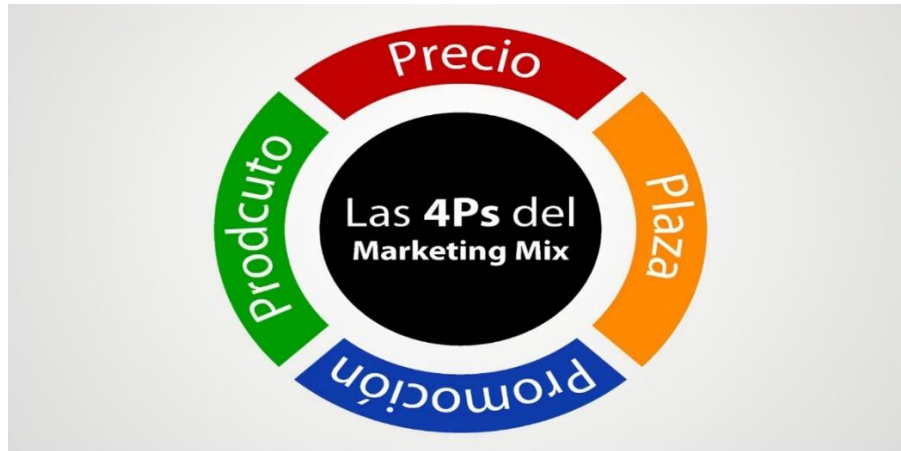 Precio
Plaza
Promoción
Prodcuto
Las 4Ps del
Marketing Mix